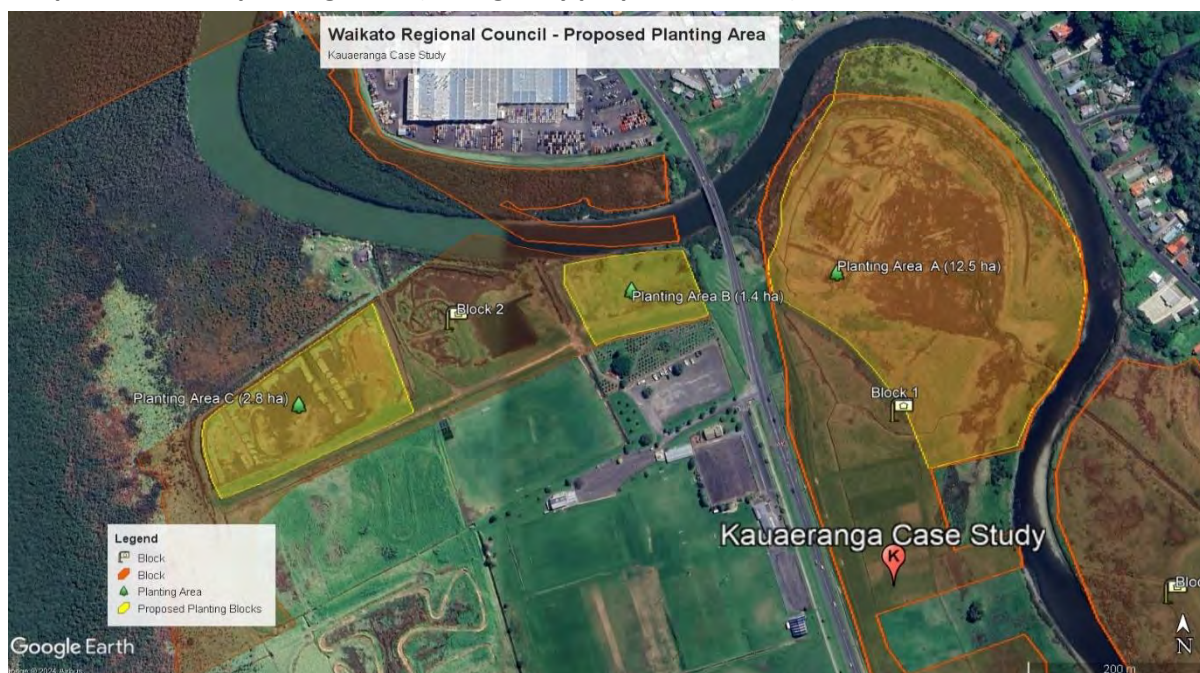 Waikato Regional Council - Proposed Planting Area
Kauaeranga Case Study
Planting Area A (12.5 ha)
Planting Area B (1.4 ha)
Block 2
Planting Area C (2.8 ha)
Block 1
Kauaeranga Case Study
K
Legend
Block
Block
Planting Area
Proposed Planting Blocks
Google Earth
N
200 m